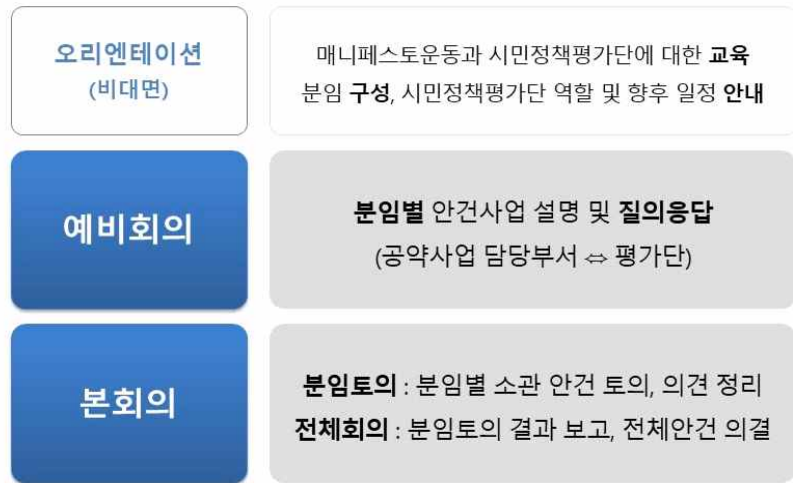 오리엔테이션
(비대면)
매니페스토운동과 시민정책평가단에 대한 교육
분임 구성, 시민정책평가단 역할 및 향후 일정 안내
예비회의
분임별 안건사업 설명 및 질의응답
(공약사업 담당부서 ⇔ 평가단)
본회의
분임토의 : 분임별 소관 안건 토의, 의견 정리
전체회의 : 분임토의 결과 보고, 전체안건 의결